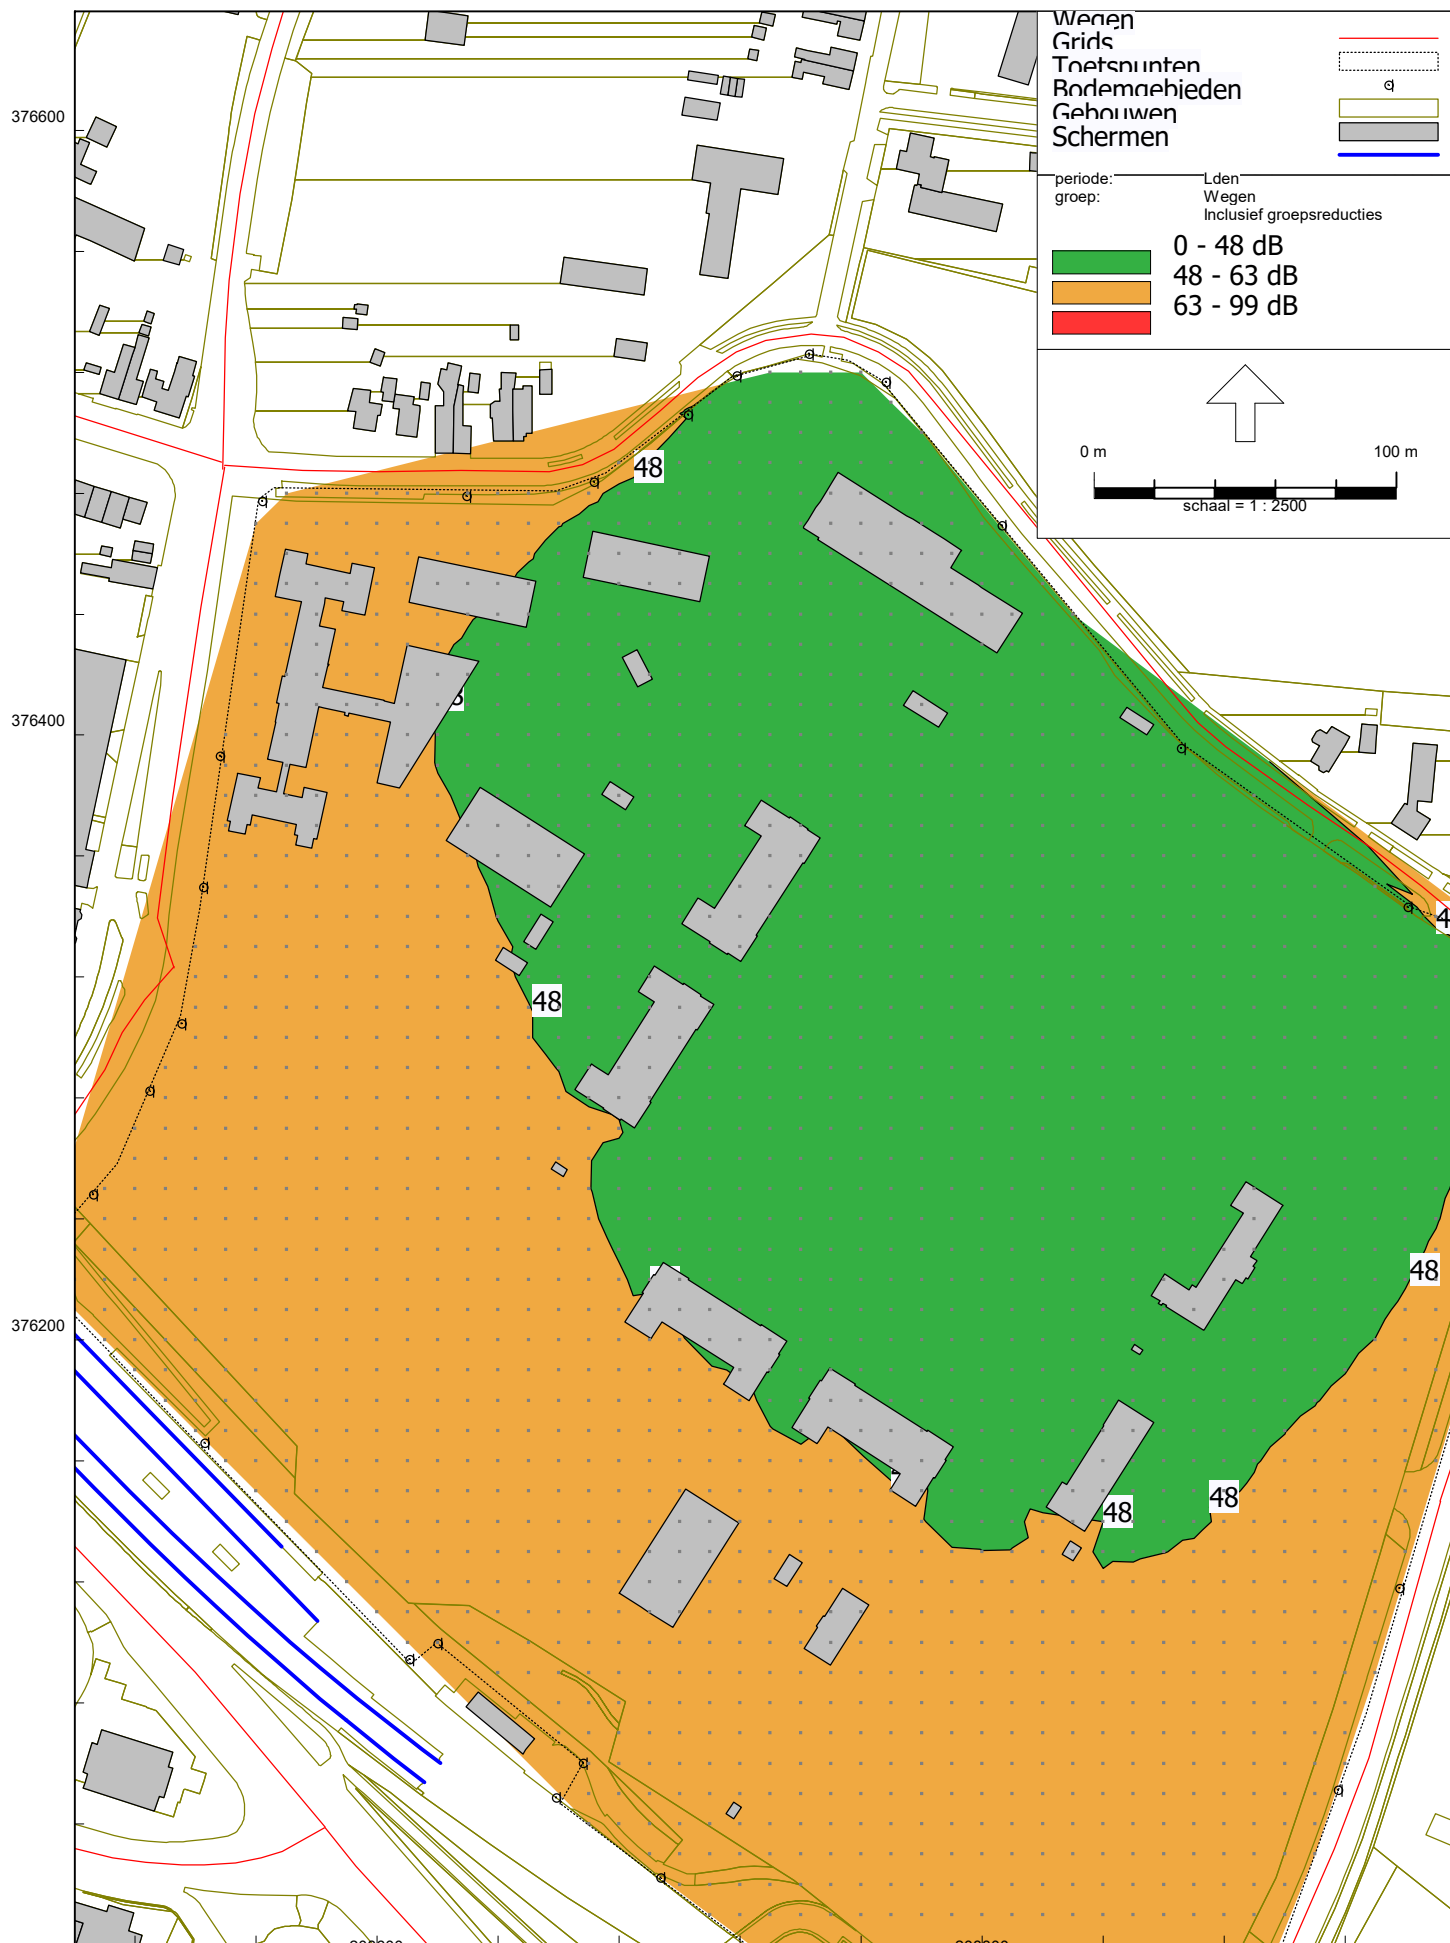 Wegen
Grids
Toetspunten
Bodemgebieden
Gebouwen
Schermen
periode: Lden
groep: Wegen
Inclusief groepsreducties
0 - 48 dB
48 - 63 dB
63 - 99 dB
0 m 100 m
schaal = 1 : 2500
376600
48
376400
48
48
376200
48
48